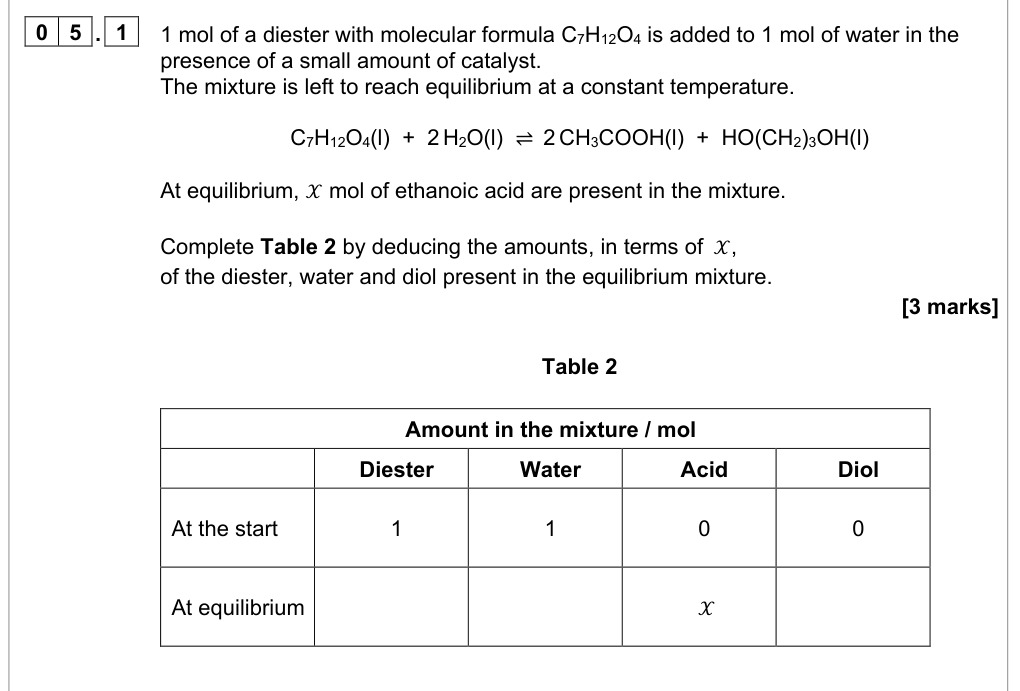 0 5 . 1 1 mol of a diester with molecular formula C₇H₁₂O₄ is added to 1 mol of water in the
presence of a small amount of catalyst.
The mixture is left to reach equilibrium at a constant temperature.
C₇H₁₂O₄(l) + 2 H₂O(l) ⇌ 2 CH₃COOH(l) + HO(CH₂)₃OH(l)
At equilibrium, x mol of ethanoic acid are present in the mixture.
Complete Table 2 by deducing the amounts, in terms of x,
of the diester, water and diol present in the equilibrium mixture.
[3 marks]
Table 2
Amount in the mixture / mol
Diester Water Acid Diol
At the start 1 1 0 0
At equilibrium x